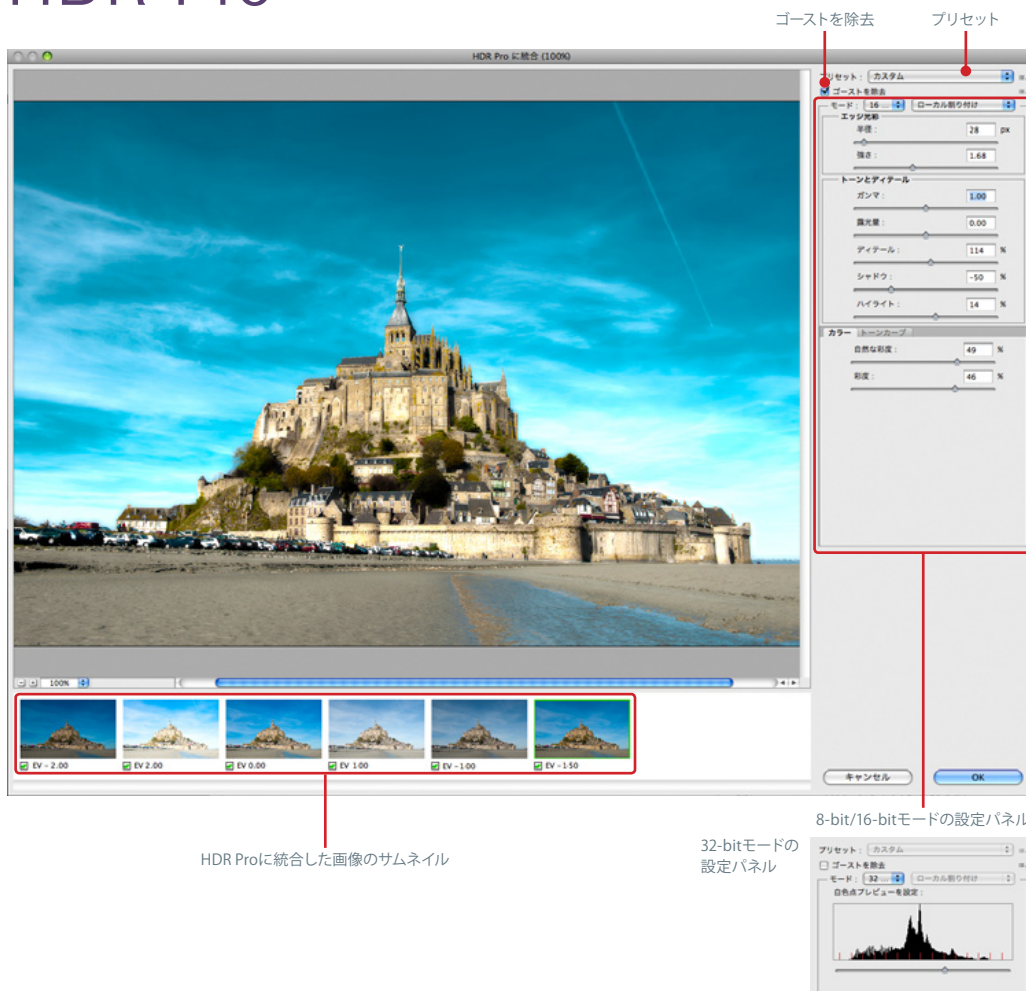 HDR Pro
ゴーストを除去
プリセット
HDR Pro に統合 (100%)
プリセット: カスタム
ゴーストを除去
モード: 16 ... ローカル割り付け
エッジ光彩
半径: 28 px
強さ: 1.68
トーンとディテール
ガンマ: 1.00
露光量: 0.00
ディテール: 114 %
シャドウ: -50 %
ハイライト: 14 %
カラー トーンカーブ
自然な彩度: 49 %
彩度: 46 %
100%
EV -2.00
EV 2.00
EV 0.00
EV 1.00
EV -1.00
EV -1.50
キャンセル OK
8-bit/16-bitモードの設定パネル
HDR Proに統合した画像のサムネイル
32-bitモードの
設定パネル
プリセット: カスタム
ゴーストを除去
モード: 32 ... ローカル割り付け
白色点プレビューを設定: